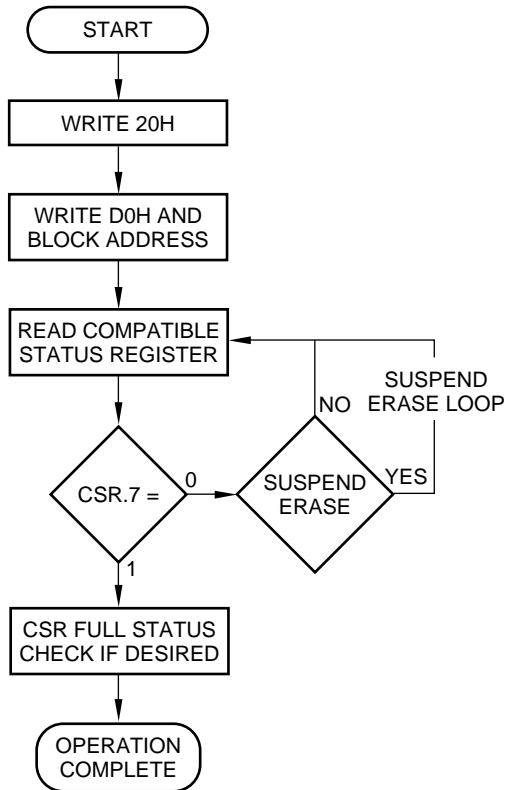 START
WRITE 20H
WRITE D0H AND
BLOCK ADDRESS
READ COMPATIBLE
STATUS REGISTER
SUSPEND
ERASE LOOP
NO
CSR.7 =
0
SUSPEND
ERASE
YES
1
CSR FULL STATUS
CHECK IF DESIRED
OPERATION
COMPLETE